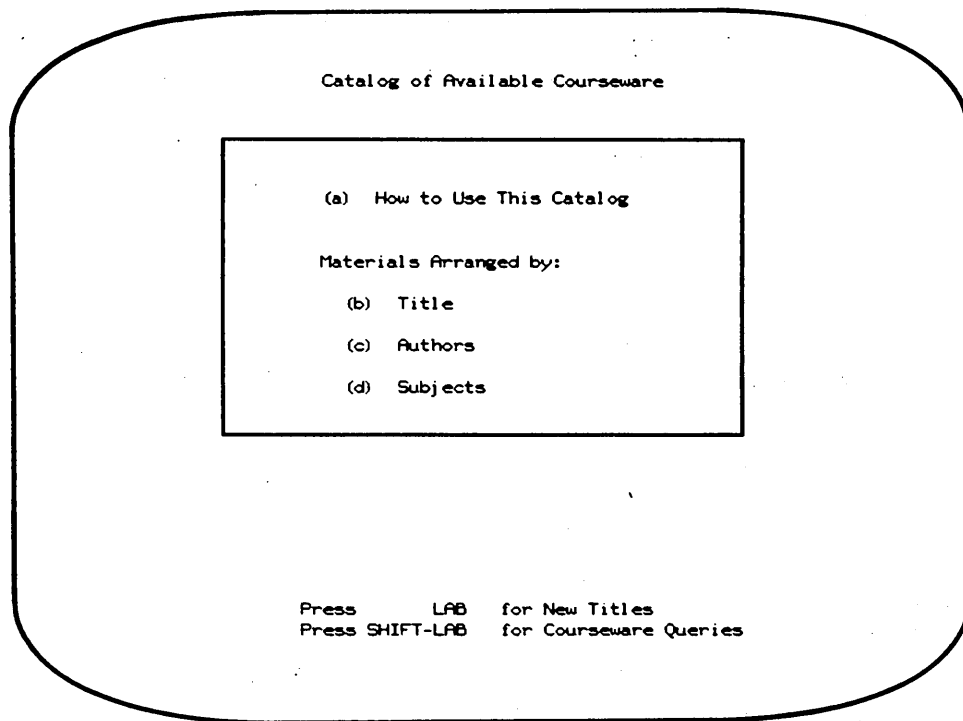 Catalog of Available Courseware
(a) How to Use This Catalog
Materials Arranged by:
(b) Title
(c) Authors
(d) Subjects
Press LAB for New Titles
Press SHIFT-LAB for Courseware Queries